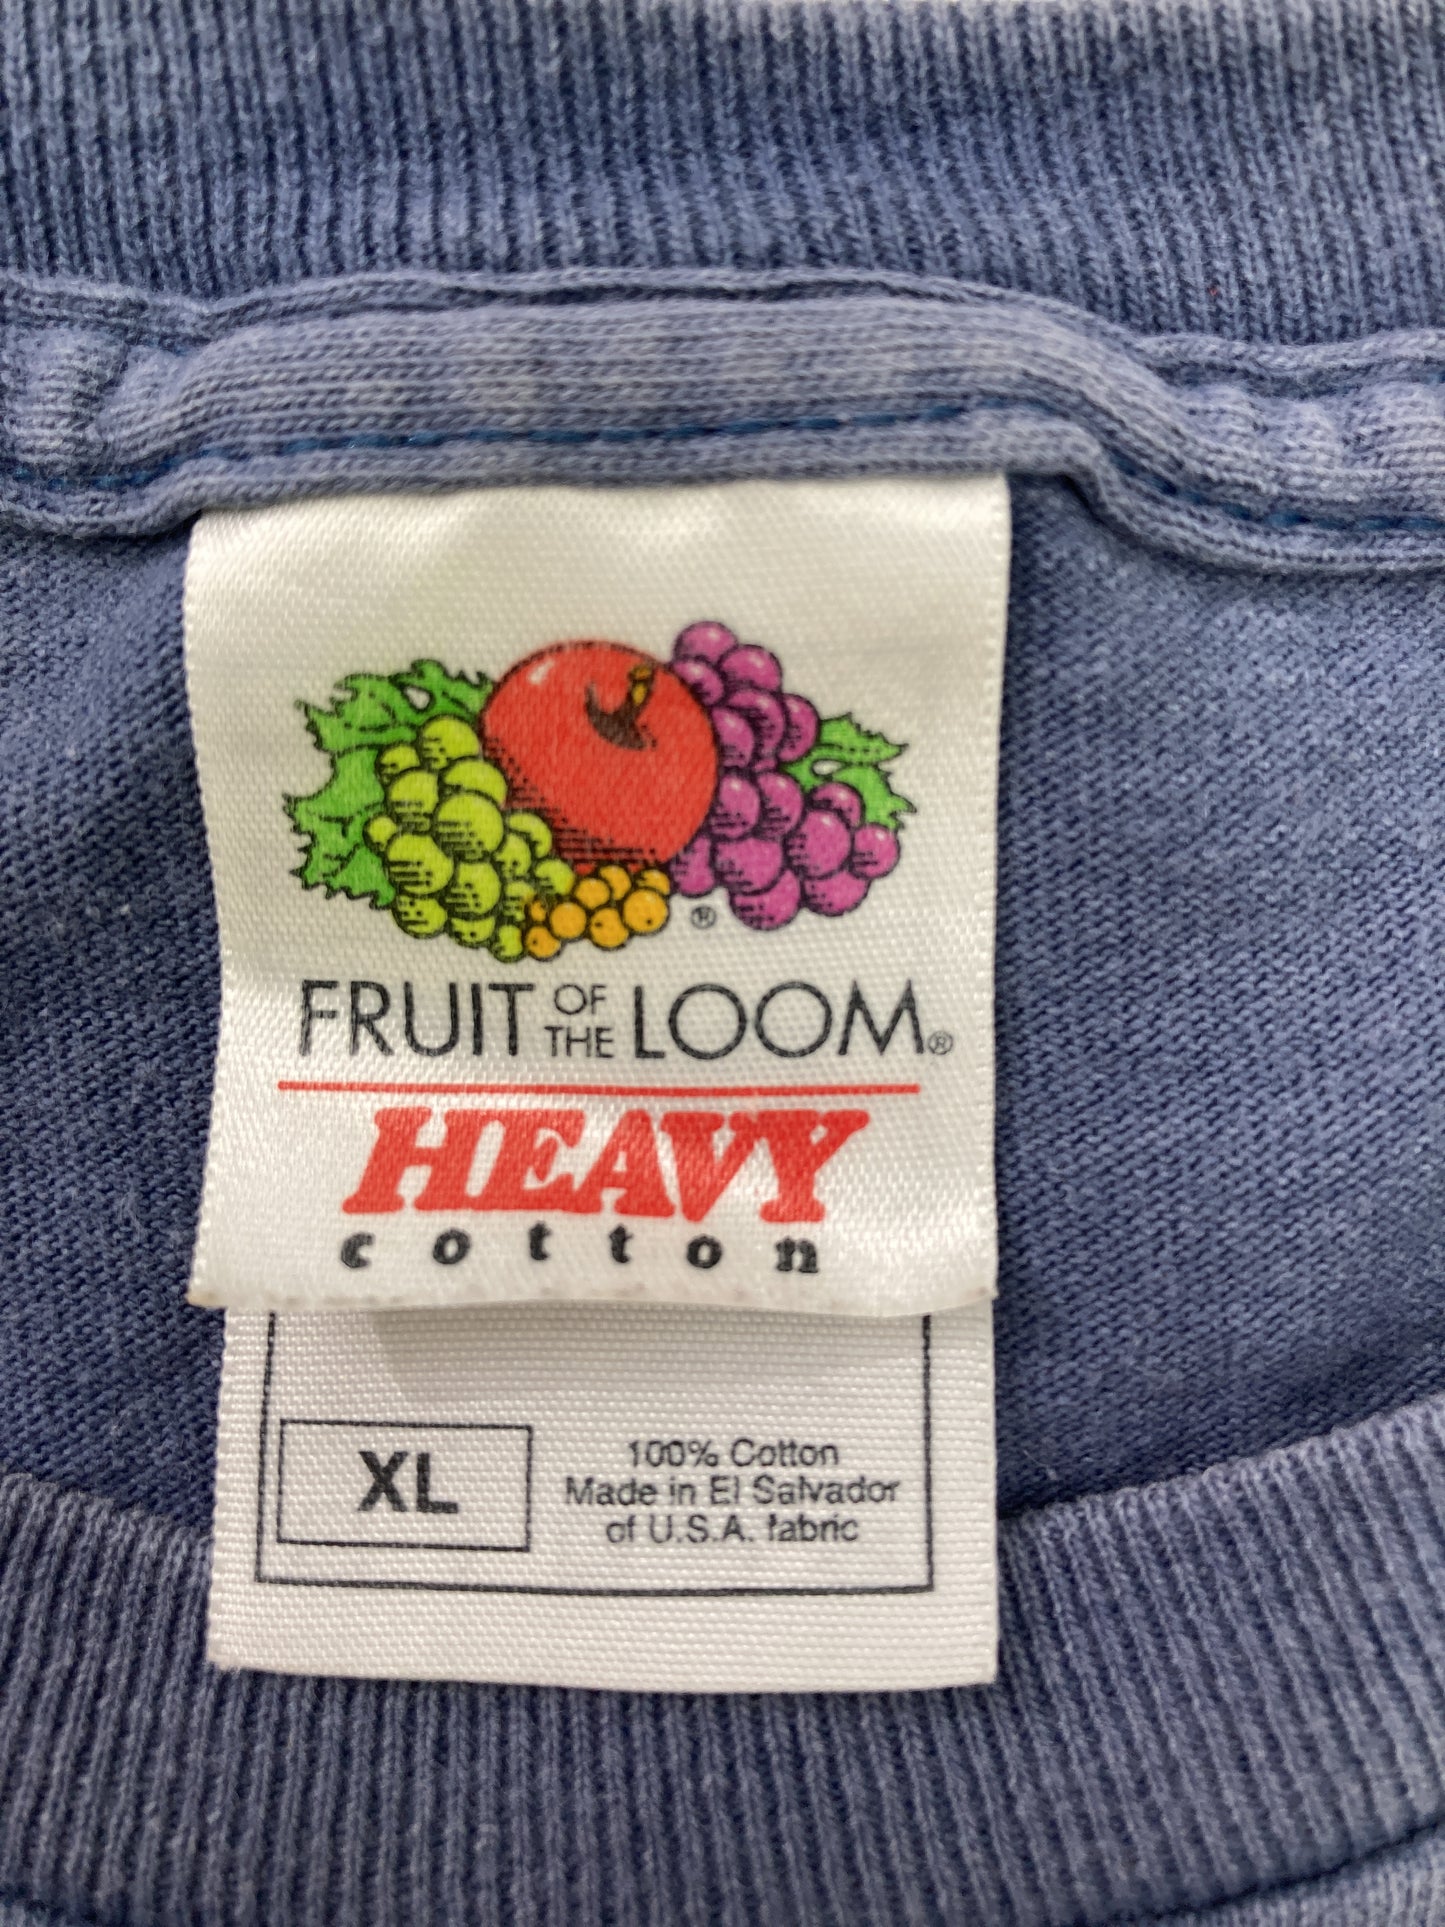 ®
FRUIT OF THE LOOM®
HEAVY
cotton
XL
100% Cotton
Made in El Salvador
of U.S.A. fabric